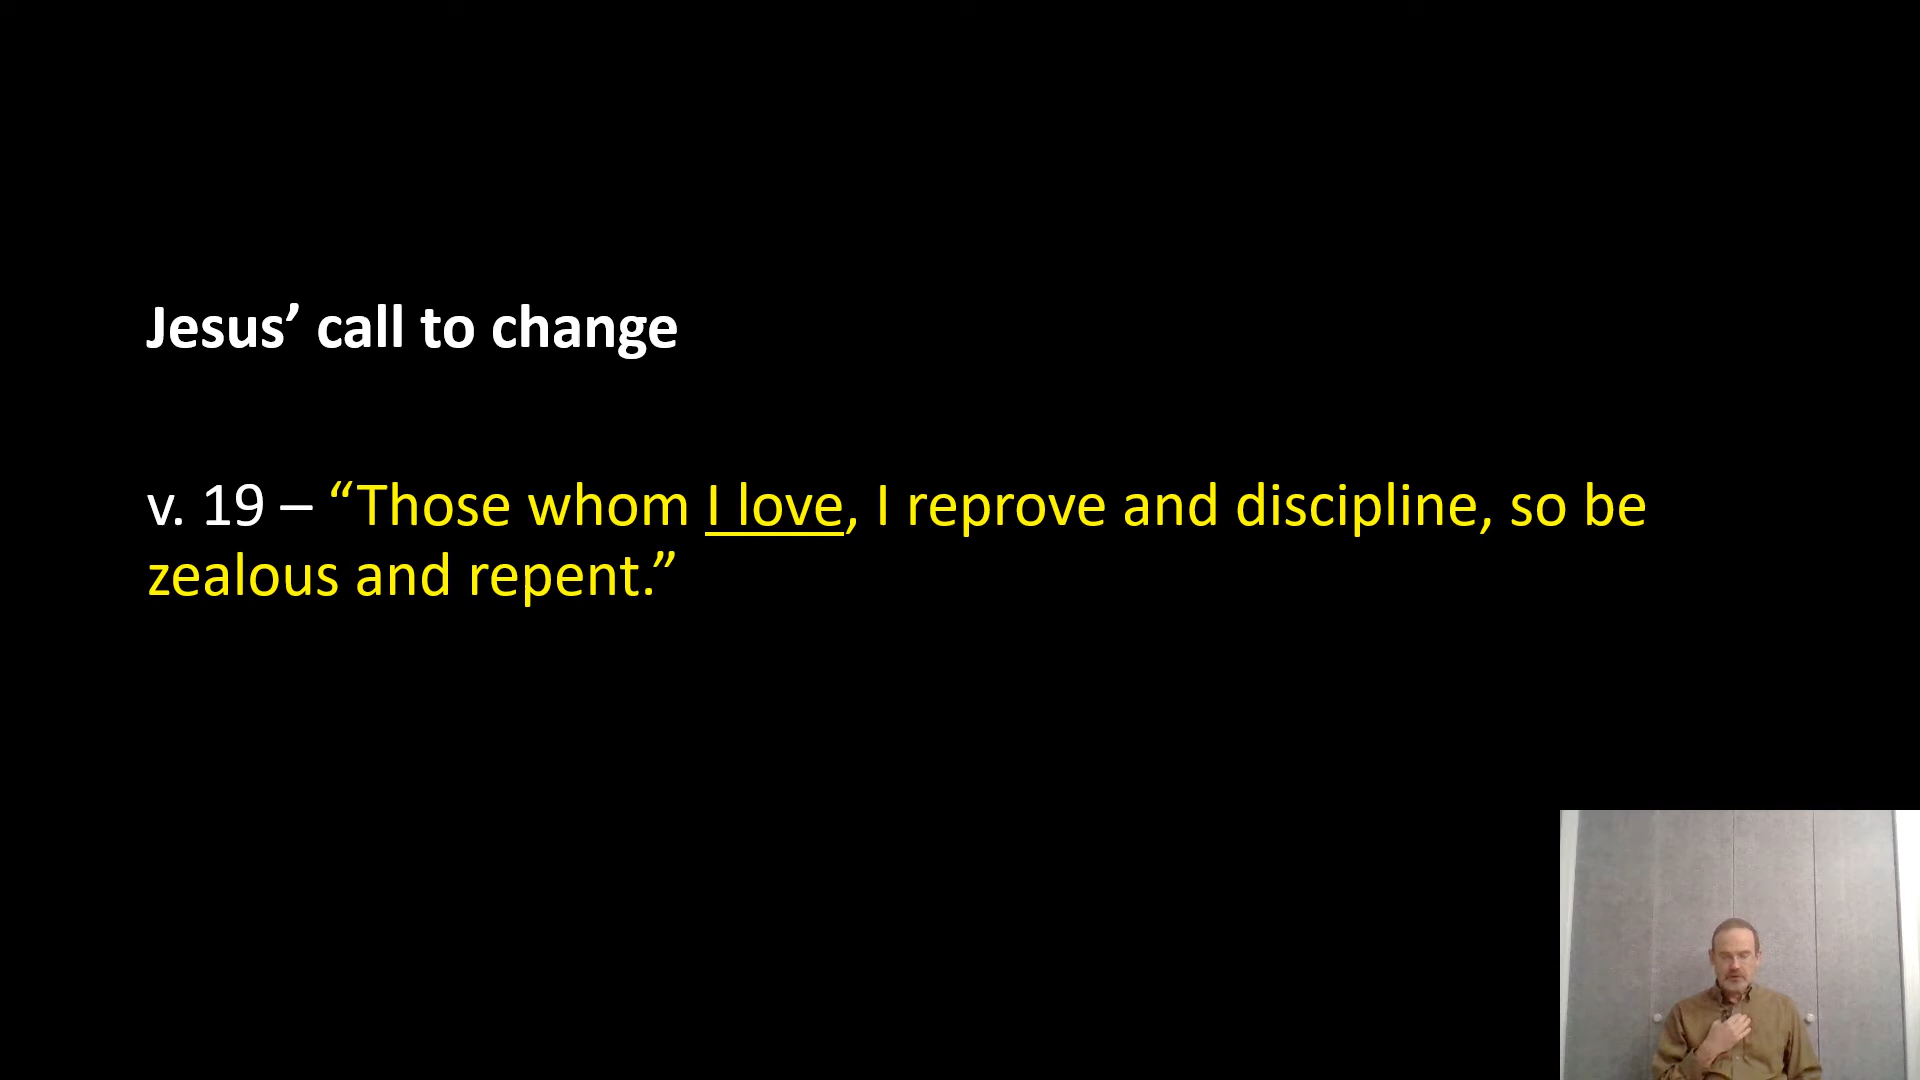 Jesus’ call to change
v. 19 – “Those whom I love, I reprove and discipline, so be
zealous and repent.”